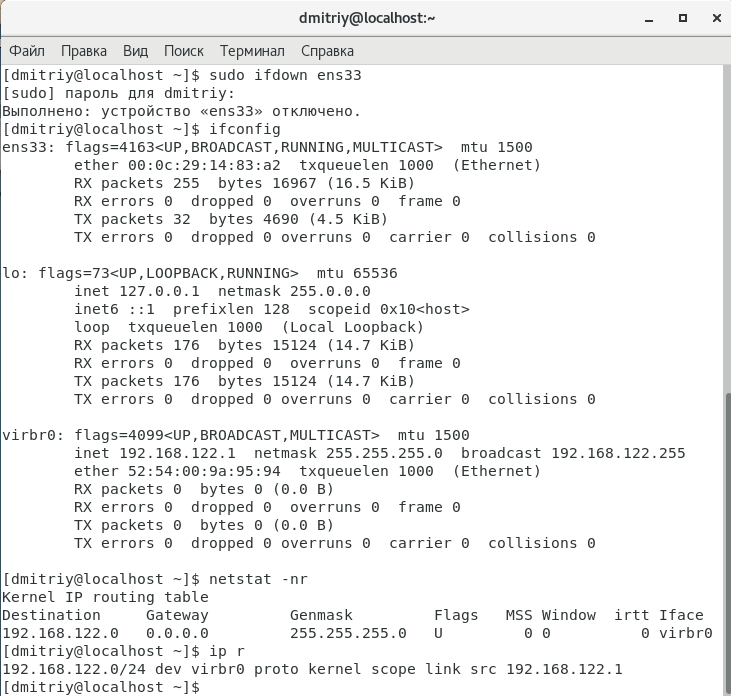 dmitriy@localhost:~
Файл Правка Вид Поиск Терминал Справка
[dmitriy@localhost ~]$ sudo ifdown ens33
[sudo] пароль для dmitriy:
Выполнено: устройство «ens33» отключено.
[dmitriy@localhost ~]$ ifconfig
ens33: flags=4163<UP,BROADCAST,RUNNING,MULTICAST>  mtu 1500
        ether 00:0c:29:14:83:a2  txqueuelen 1000  (Ethernet)
        RX packets 255  bytes 16967 (16.5 KiB)
        RX errors 0  dropped 0  overruns 0  frame 0
        TX packets 32  bytes 4690 (4.5 KiB)
        TX errors 0  dropped 0 overruns 0  carrier 0  collisions 0

lo: flags=73<UP,LOOPBACK,RUNNING>  mtu 65536
        inet 127.0.0.1  netmask 255.0.0.0
        inet6 ::1  prefixlen 128  scopeid 0x10<host>
        loop  txqueuelen 1000  (Local Loopback)
        RX packets 176  bytes 15124 (14.7 KiB)
        RX errors 0  dropped 0  overruns 0  frame 0
        TX packets 176  bytes 15124 (14.7 KiB)
        TX errors 0  dropped 0 overruns 0  carrier 0  collisions 0

virbr0: flags=4099<UP,BROADCAST,MULTICAST>  mtu 1500
        inet 192.168.122.1  netmask 255.255.255.0  broadcast 192.168.122.255
        ether 52:54:00:9a:95:94  txqueuelen 1000  (Ethernet)
        RX packets 0  bytes 0 (0.0 B)
        RX errors 0  dropped 0  overruns 0  frame 0
        TX packets 0  bytes 0 (0.0 B)
        TX errors 0  dropped 0 overruns 0  carrier 0  collisions 0

[dmitriy@localhost ~]$ netstat -nr
Kernel IP routing table
Destination     Gateway         Genmask         Flags   MSS Window  irtt Iface
192.168.122.0   0.0.0.0         255.255.255.0   U         0 0          0 virbr0
[dmitriy@localhost ~]$ ip r
192.168.122.0/24 dev virbr0 proto kernel scope link src 192.168.122.1
[dmitriy@localhost ~]$